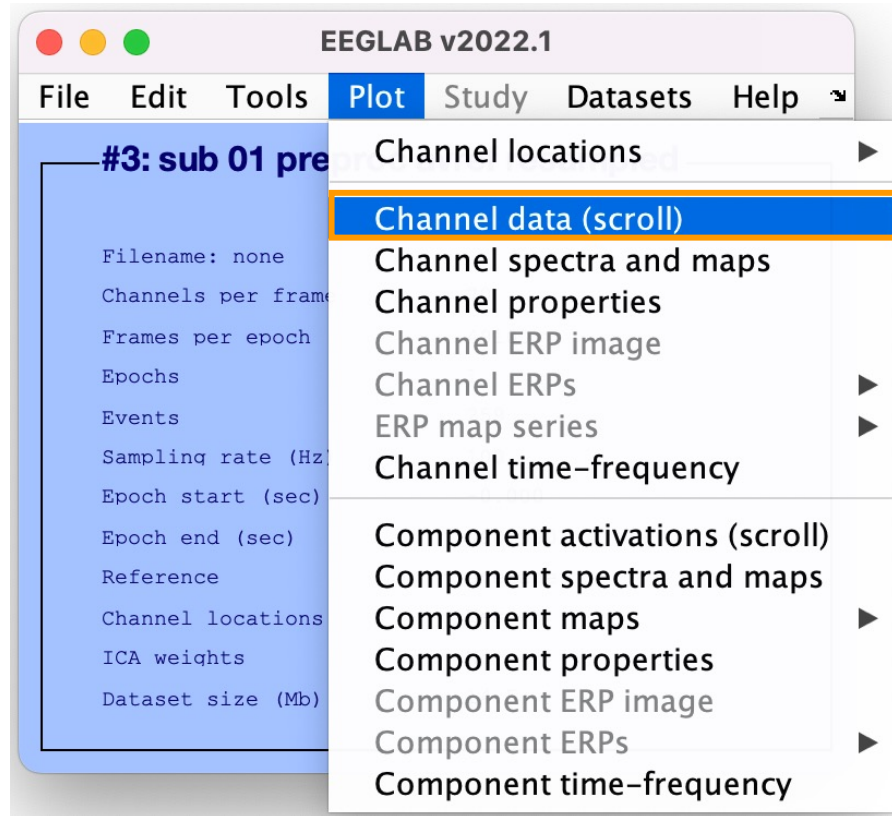 EEGLAB v2022.1
File Edit Tools Plot Study Datasets Help
#3: sub 01 pre
Channel locations
Channel data (scroll)
Filename: none
Channel spectra and maps
Channels per frame
Channel properties
Frames per epoch
Channel ERP image
Epochs
Channel ERPs
Events
ERP map series
Sampling rate (Hz)
Channel time-frequency
Epoch start (sec)
Epoch end (sec)
Component activations (scroll)
Reference
Component spectra and maps
Channel locations
Component maps
ICA weights
Component properties
Dataset size (Mb)
Component ERP image
Component ERPs
Component time-frequency